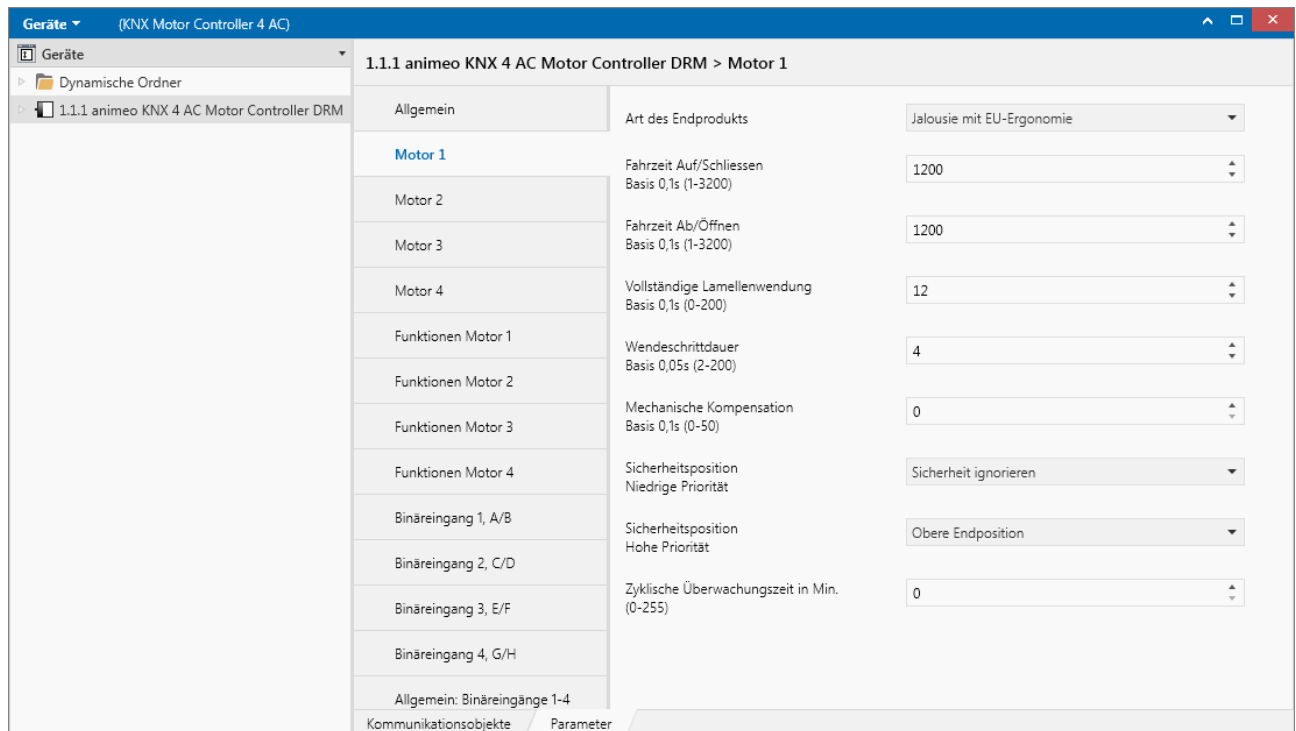 Geräte (KNX Motor Controller 4 AC)
Geräte
Dynamische Ordner
1.1.1 animeo KNX 4 AC Motor Controller DRM
1.1.1 animeo KNX 4 AC Motor Controller DRM > Motor 1
Allgemein
Motor 1
Motor 2
Motor 3
Motor 4
Funktionen Motor 1
Funktionen Motor 2
Funktionen Motor 3
Funktionen Motor 4
Binäreingang 1, A/B
Binäreingang 2, C/D
Binäreingang 3, E/F
Binäreingang 4, G/H
Allgemein: Binäreingänge 1-4
Art des Endprodukts Jalousie mit EU-Ergonomie
Fahrzeit Auf/Schliessen
Basis 0,1s (1-3200)
1200
Fahrzeit Ab/Öffnen
Basis 0,1s (1-3200)
1200
Vollständige Lamellenwendung
Basis 0,1s (0-200)
12
Wendeschrittdauer
Basis 0,05s (2-200)
4
Mechanische Kompensation
Basis 0,1s (0-50)
0
Sicherheitsposition
Niedrige Priorität
Sicherheit ignorieren
Sicherheitsposition
Hohe Priorität
Obere Endposition
Zyklische Überwachungszeit in Min.
(0-255)
0
Kommunikationsobjekte Parameter